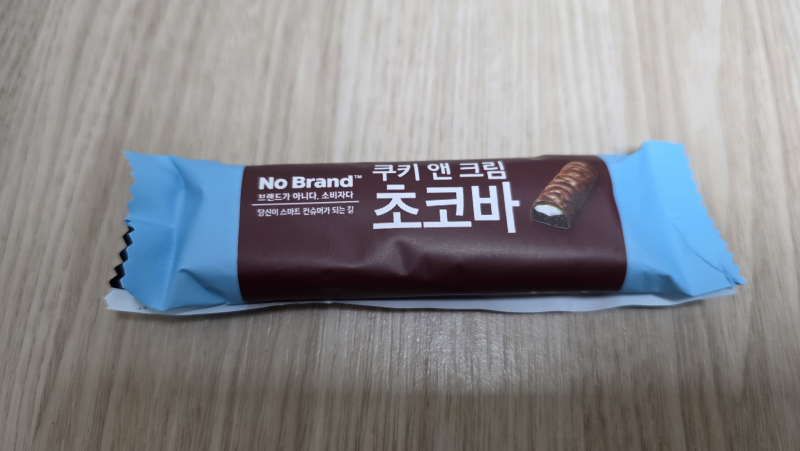 No Brand™
브랜드가 아니다. 소비자다
당신이 스마트 컨슈머가 되는 길
쿠키 앤 크림
초코바